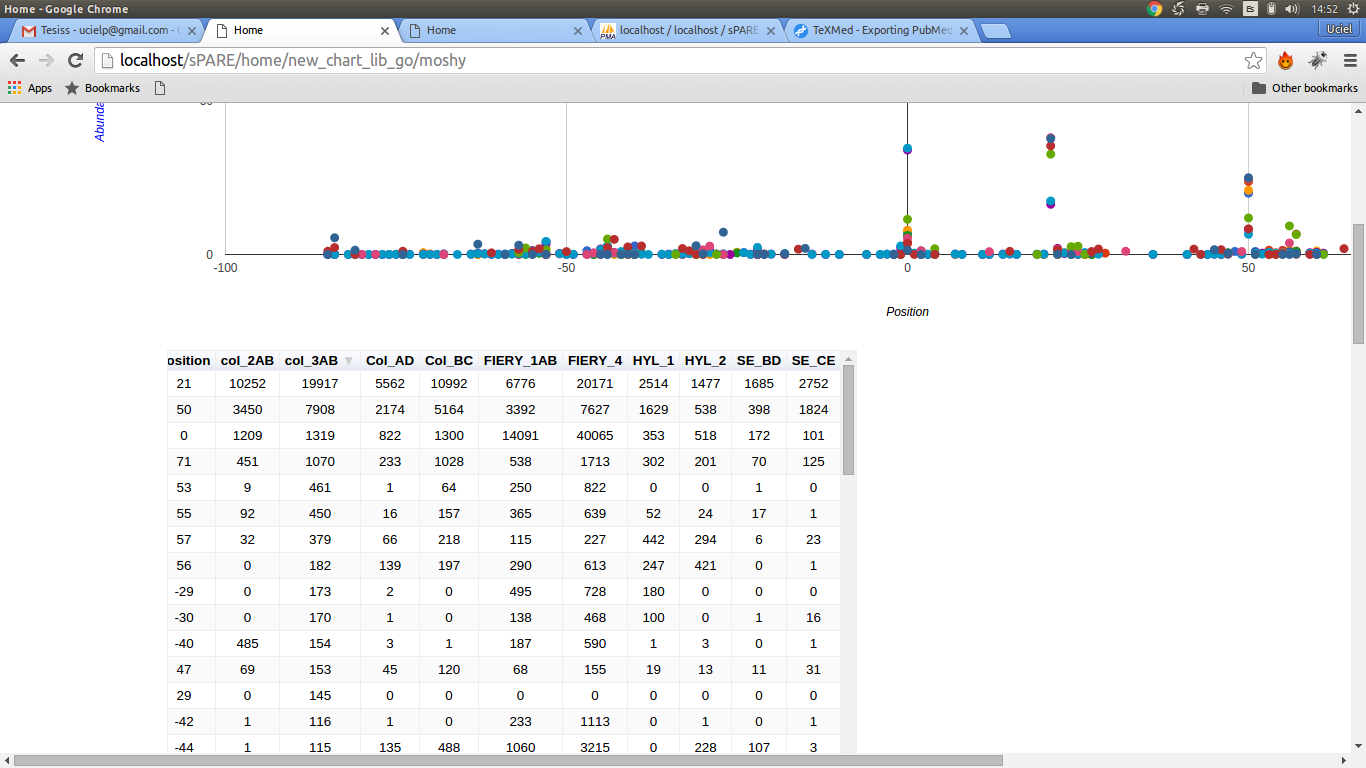 Home - Google Chrome
Es
14:52
Tesiss - ucielp@gmail.com - G
Home
Home
PMA
localhost / localhost / sPARE
TeXMed - Exporting PubMed
Uciel
localhost/sPARE/home/new_chart_lib_go/moshy
Apps
Bookmarks
Other bookmarks
Abunda
0
-100
-50
0
50
Position
osition col_2AB col_3AB Col_AD Col_BC FIERY_1AB FIERY_4 HYL_1 HYL_2 SE_BD SE_CE
21 10252 19917 5562 10992 6776 20171 2514 1477 1685 2752
50 3450 7908 2174 5164 3392 7627 1629 538 398 1824
0 1209 1319 822 1300 14091 40065 353 518 172 101
71 451 1070 233 1028 538 1713 302 201 70 125
53 9 461 1 64 250 822 0 0 1 0
55 92 450 16 157 365 639 52 24 17 1
57 32 379 66 218 115 227 442 294 6 23
56 0 182 139 197 290 613 247 421 0 1
-29 0 173 2 0 495 728 180 0 0 0
-30 0 170 1 0 138 468 100 0 1 16
-40 485 154 3 1 187 590 1 3 0 1
47 69 153 45 120 68 155 19 13 11 31
29 0 145 0 0 0 0 0 0 0 0
-42 1 116 1 0 233 1113 0 1 0 1
-44 1 115 135 488 1060 3215 0 228 107 3